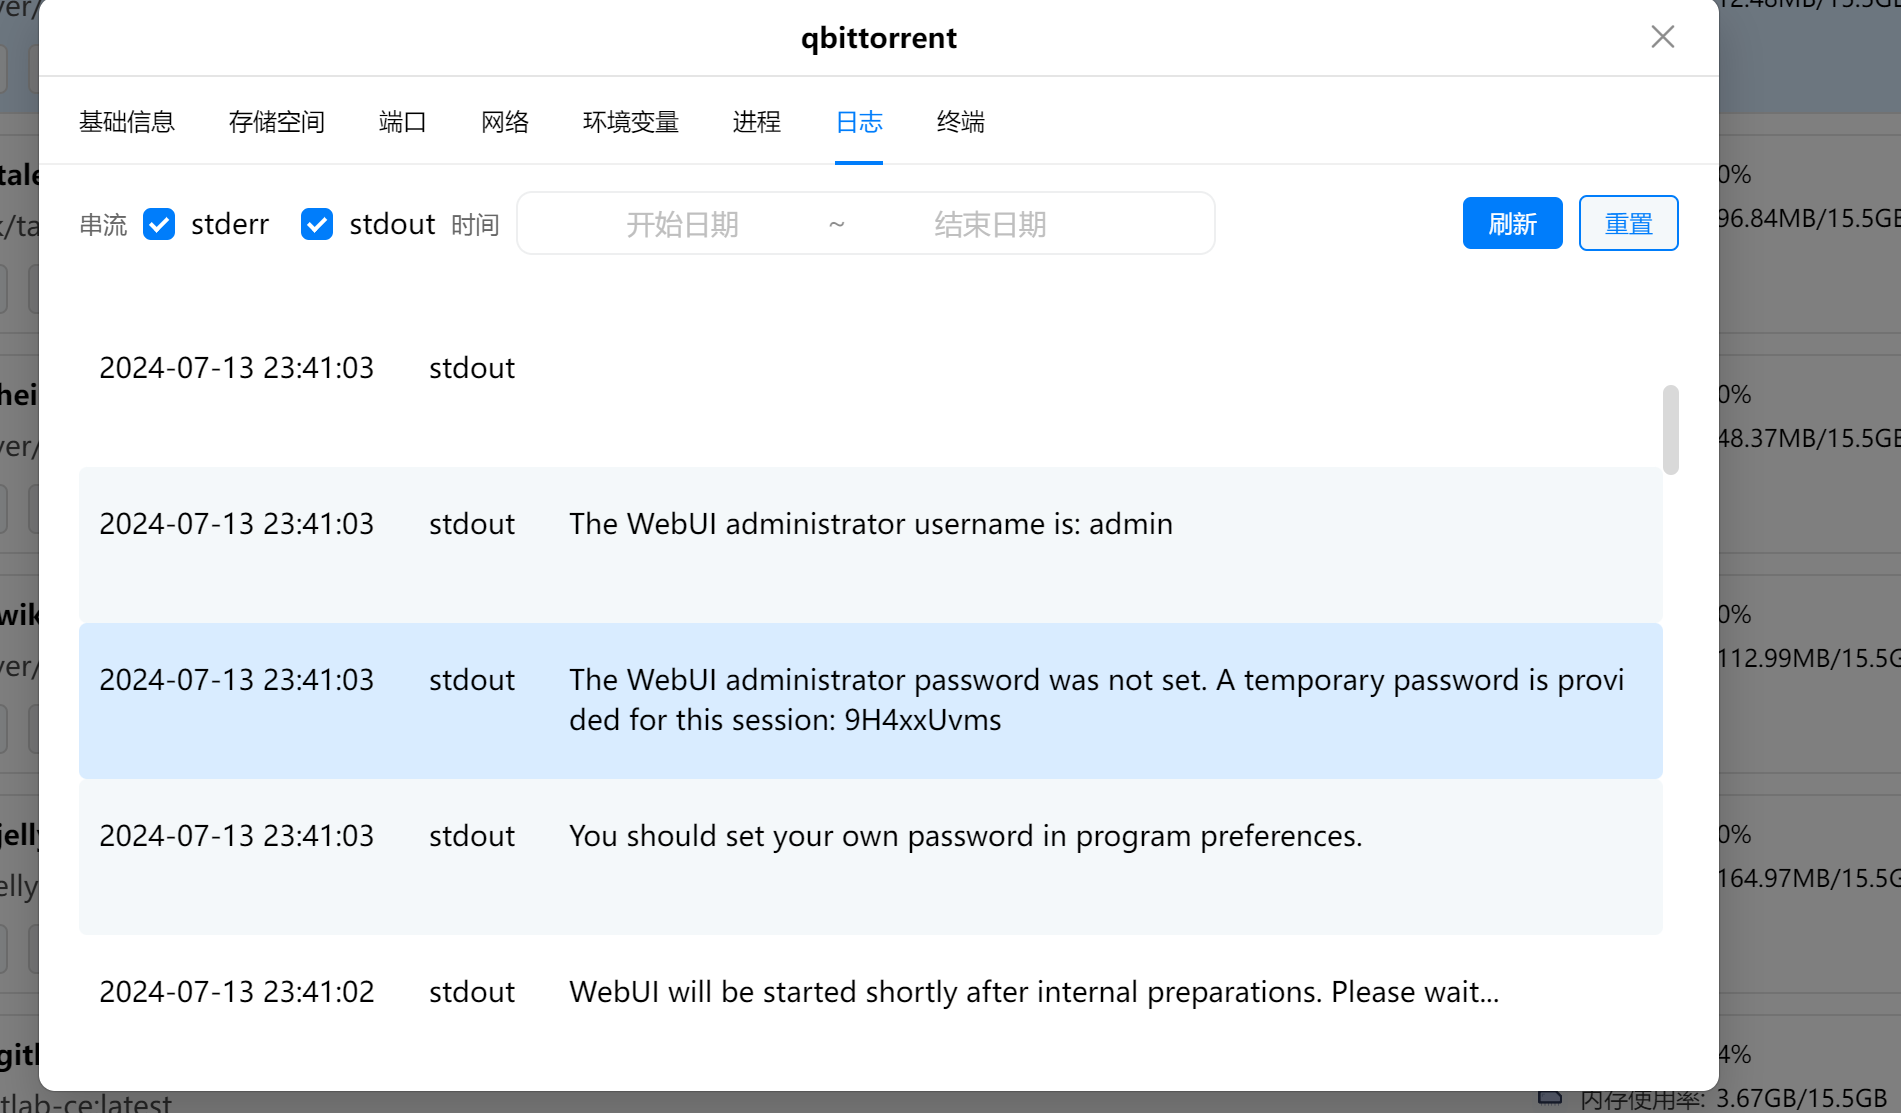 qbittorrent
基础信息 存储空间 端口 网络 环境变量 进程 日志 终端
串流 stderr stdout 时间 开始日期 ~ 结束日期 刷新 重置
2024-07-13 23:41:03 stdout
2024-07-13 23:41:03 stdout The WebUI administrator username is: admin
2024-07-13 23:41:03 stdout The WebUI administrator password was not set. A temporary password is provi
ded for this session: 9H4xxUvms
2024-07-13 23:41:03 stdout You should set your own password in program preferences.
2024-07-13 23:41:02 stdout WebUI will be started shortly after internal preparations. Please wait...
0%
96.84MB/15.5GB
0%
48.37MB/15.5GB
0%
112.99MB/15.5G
0%
164.97MB/15.5G
4%
内存使用率: 3.67GB/15.5GB
tlab-ce:latest